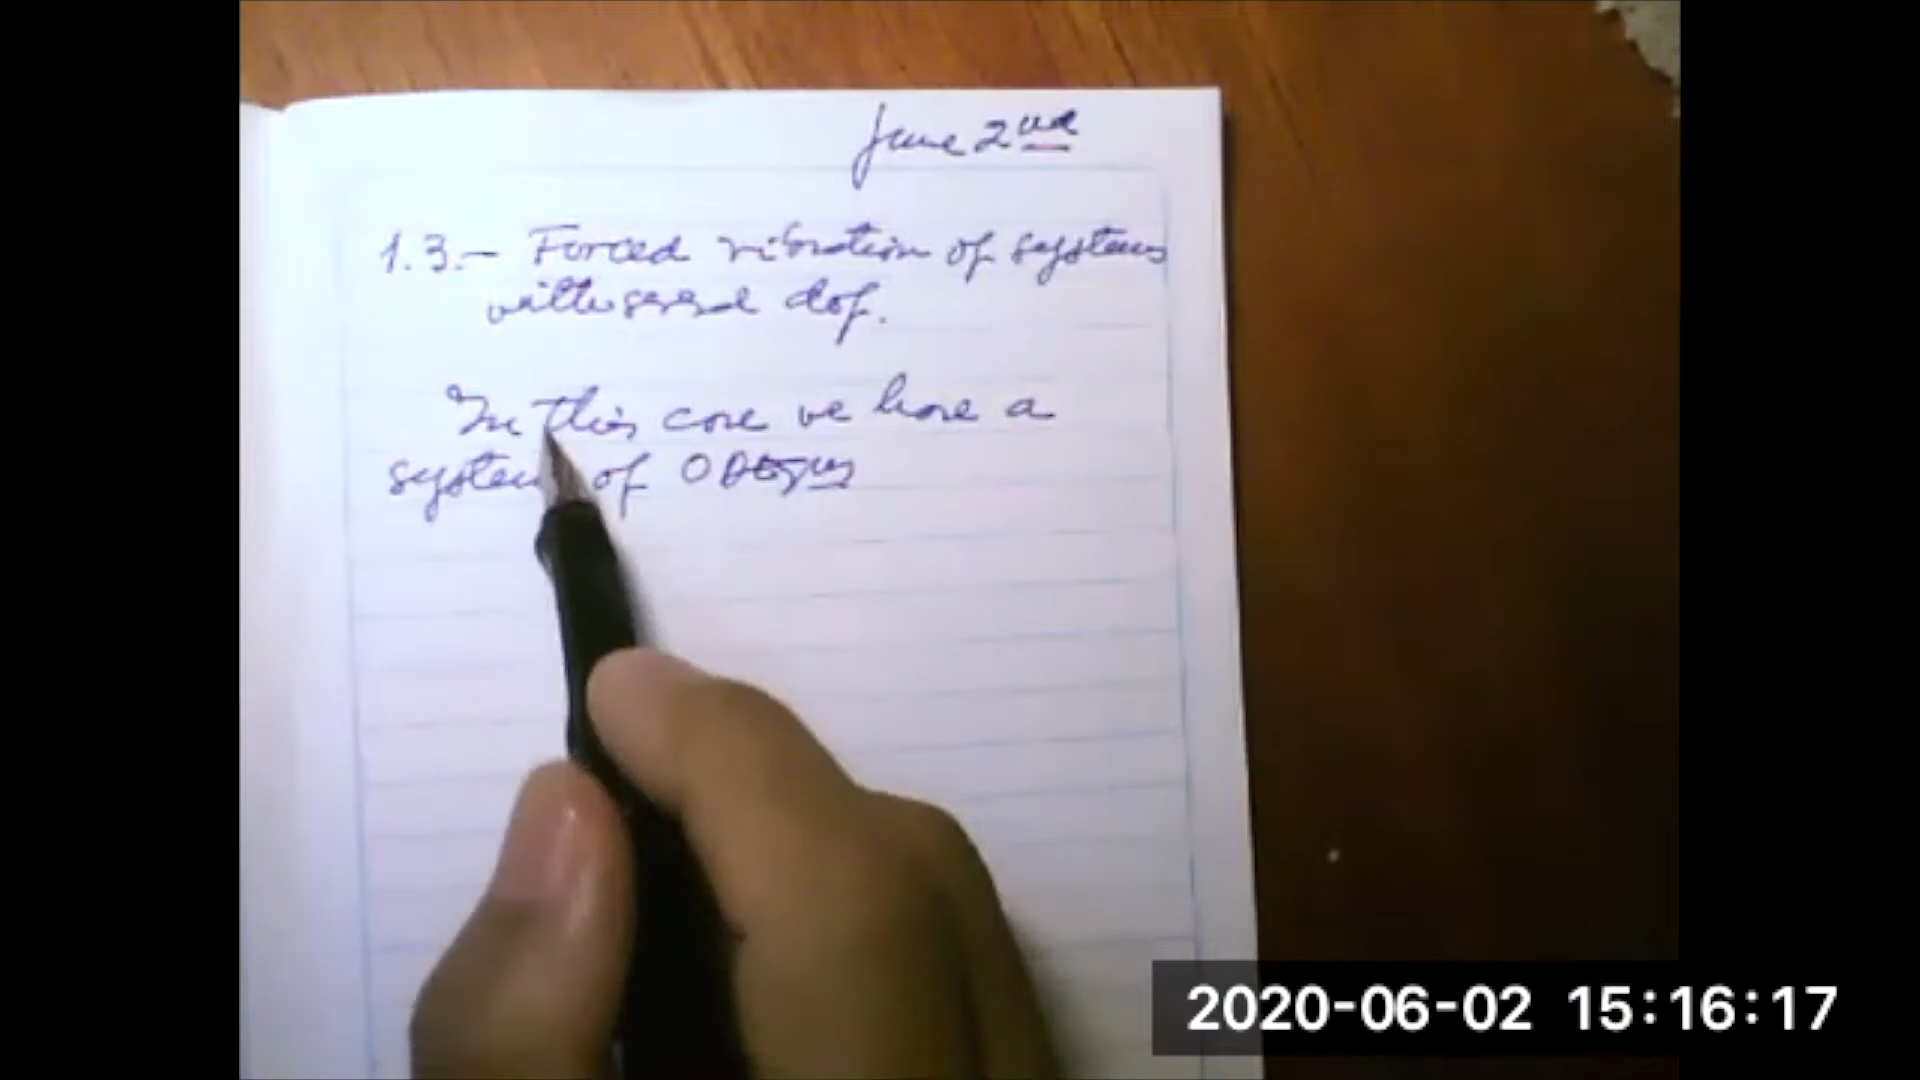 June 2nd
1.3.- Forced vibration of systems
with several dof.
In this case we have a
system of ODEqns
2020-06-02 15:16:17